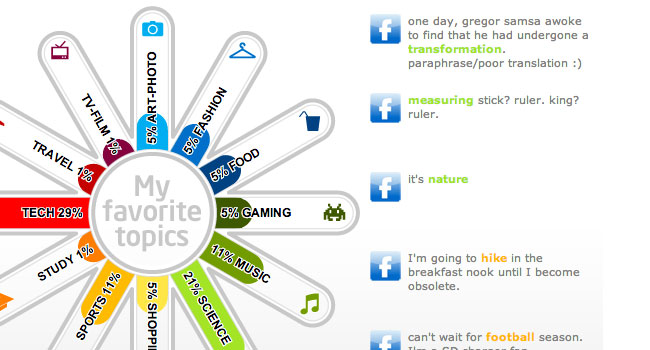 My
favorite
topics
5% ART-PHOTO
5% FASHION
5% FOOD
5% GAMING
11% MUSIC
21% SCIENCE
5% SHOPPI
SPORTS 11%
STUDY 1%
TECH 29%
TRAVEL 1%
TV-FILM 1%
one day, gregor samsa awoke
to find that he had undergone a
transformation.
paraphrase/poor translation :)
measuring stick? ruler. king?
ruler.
it's nature
I'm going to hike in the
breakfast nook until I become
obsolete.
can't wait for football season.